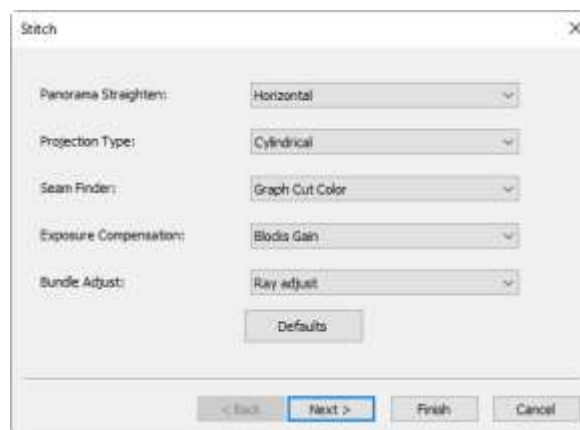 Stitch
Panorama Straighten: Horizontal
Projection Type: Cylindrical
Seam Finder: Graph Cut Color
Exposure Compensation: Blocks Gain
Bundle Adjust: Ray adjust
Defaults
< Back Next > Finish Cancel